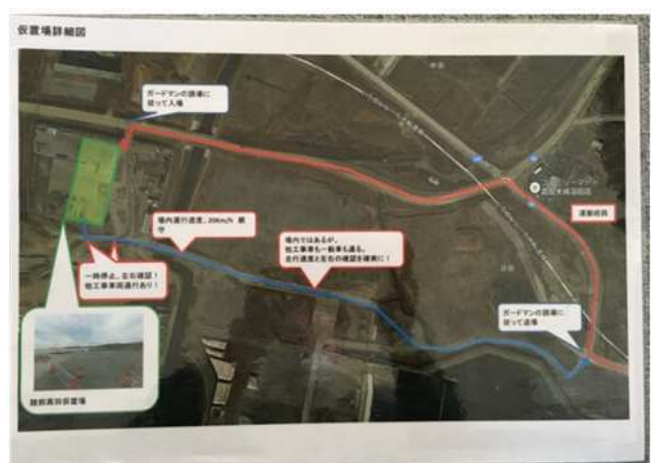 仮置場詳細図
ガードマンの誘導に
従って入場
場内運行速度、20Km/h 厳
守
場内ではあるが、
他工事車も一般車も通る。
走行速度と左右の確認を確実に!
運搬経路
一時停止、左右確認!
他工事車両通行あり!
ガードマンの誘導に
従って退場